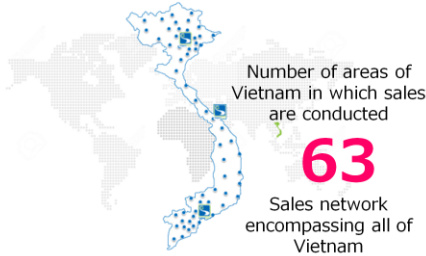 Number of areas of
Vietnam in which sales
are conducted
63
Sales network
encompassing all of
Vietnam